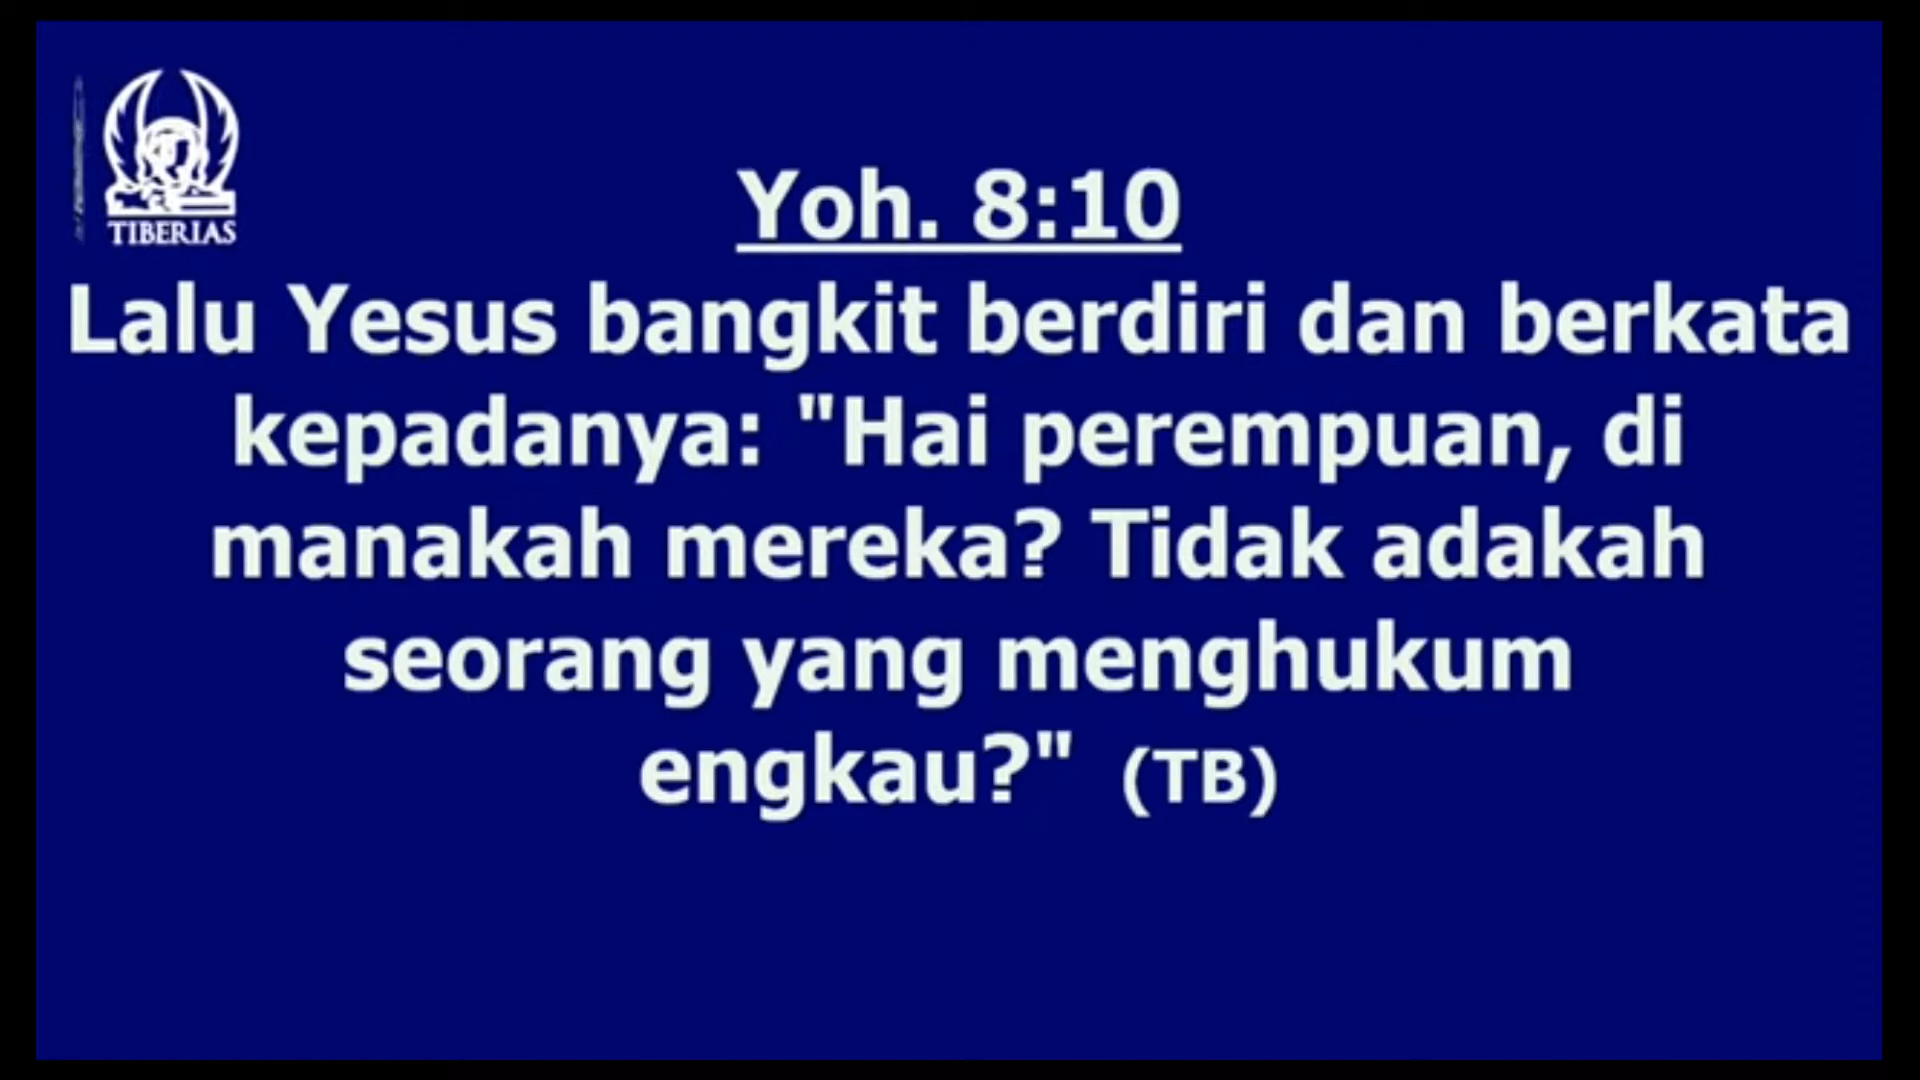 TIBERIAS
Yoh. 8:10
Lalu Yesus bangkit berdiri dan berkata
kepadanya: "Hai perempuan, di
manakah mereka? Tidak adakah
seorang yang menghukum
engkau?" (TB)